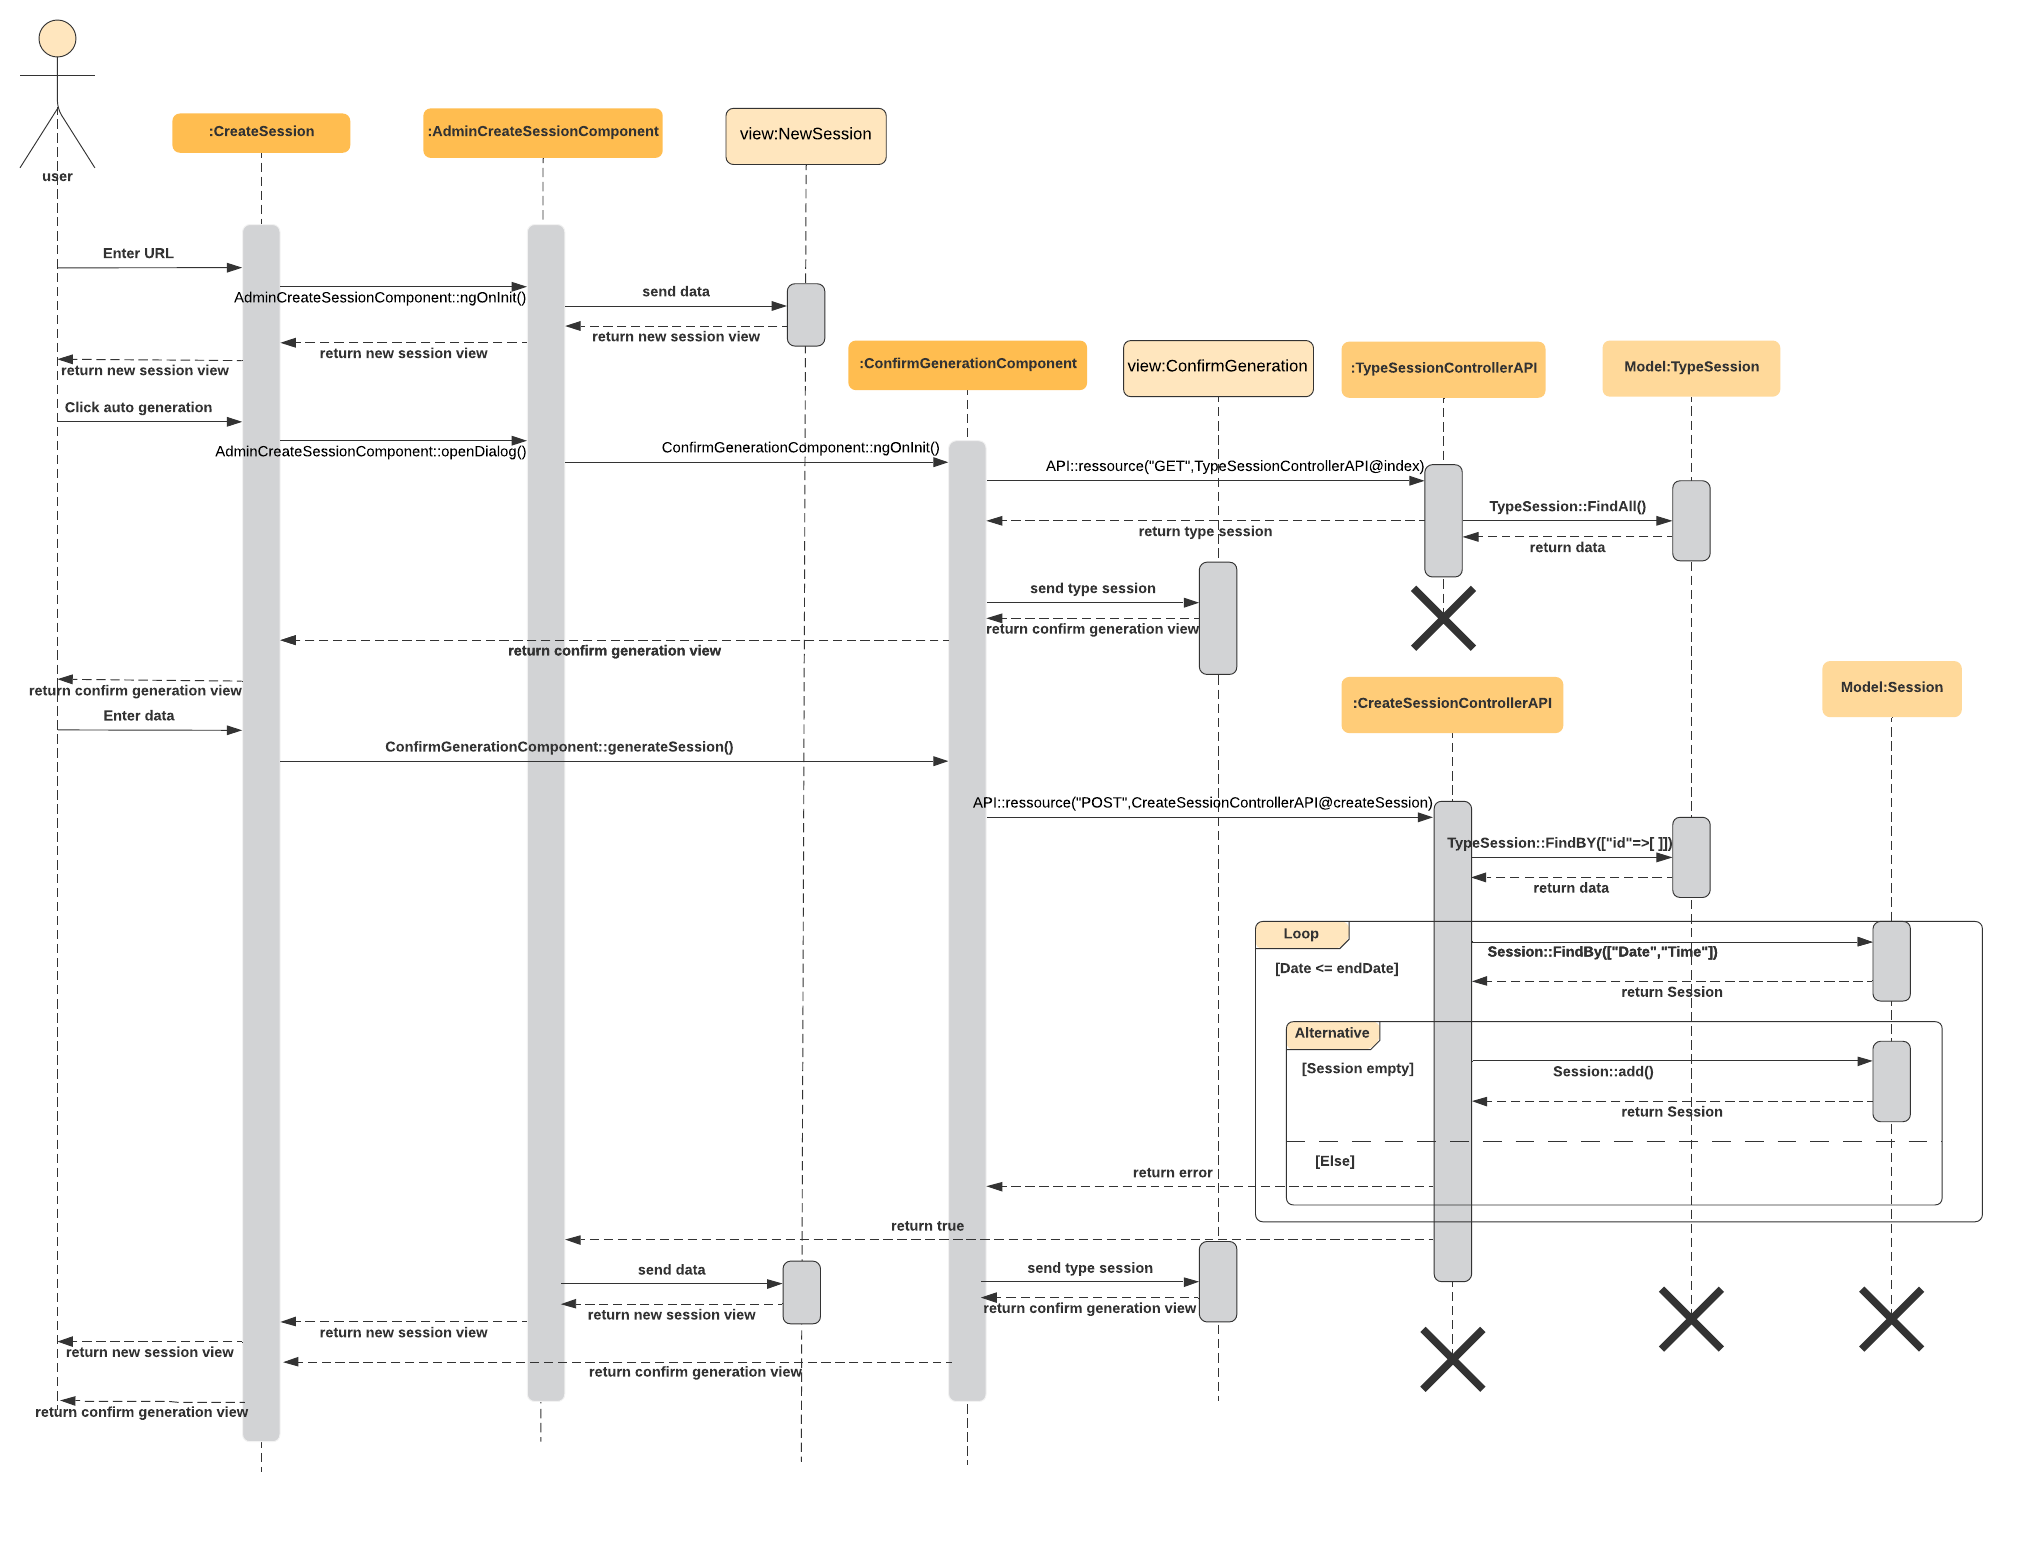 :CreateSession
:AdminCreateSessionComponent
view:NewSession
user
Enter URL
AdminCreateSessionComponent::ngOnInit()
send data
return new session view
return new session view
return new session view
:ConfirmGenerationComponent
view:ConfirmGeneration
:TypeSessionControllerAPI
Model:TypeSession
Click auto generation
AdminCreateSessionComponent::openDialog()
ConfirmGenerationComponent::ngOnInit()
API::ressource("GET",TypeSessionControllerAPI@index)
TypeSession::FindAll()
return type session
return data
send type session
return confirm generation view
return confirm generation view
return confirm generation view
Enter data
:CreateSessionControllerAPI
Model:Session
ConfirmGenerationComponent::generateSession()
API::ressource("POST",CreateSessionControllerAPI@createSession)
TypeSession::FindBY(["id"=>[ ]])
return data
Loop
[Date <= endDate]
Session::FindBy(["Date","Time"])
return Session
Alternative
[Session empty]
Session::add()
return Session
[Else]
return error
return true
send data
send type session
return new session view
return confirm generation view
return new session view
return new session view
return confirm generation view
return confirm generation view